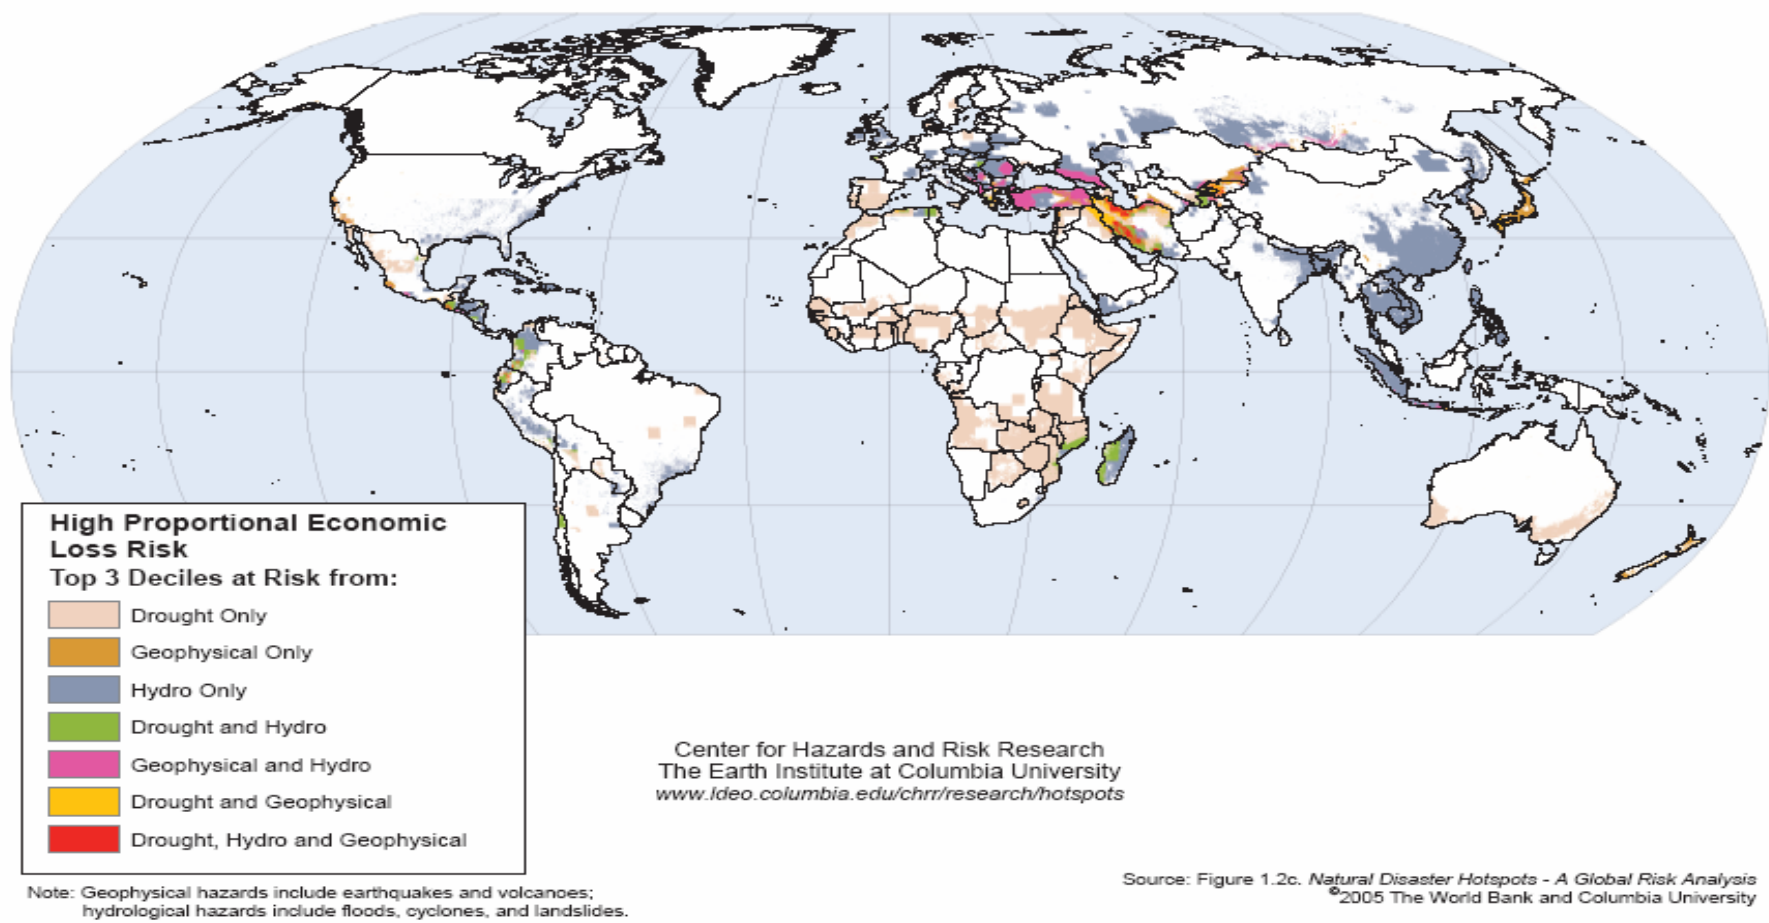 High Proportional Economic
Loss Risk
Top 3 Deciles at Risk from:
Drought Only
Geophysical Only
Hydro Only
Drought and Hydro
Geophysical and Hydro
Drought and Geophysical
Drought, Hydro and Geophysical
Note: Geophysical hazards include earthquakes and volcanoes;
hydrological hazards include floods, cyclones, and landslides.
Center for Hazards and Risk Research
The Earth Institute at Columbia University
www.ldeo.columbia.edu/chrr/research/hotspots
Source: Figure 1.2c. Natural Disaster Hotspots - A Global Risk Analysis
©2005 The World Bank and Columbia University